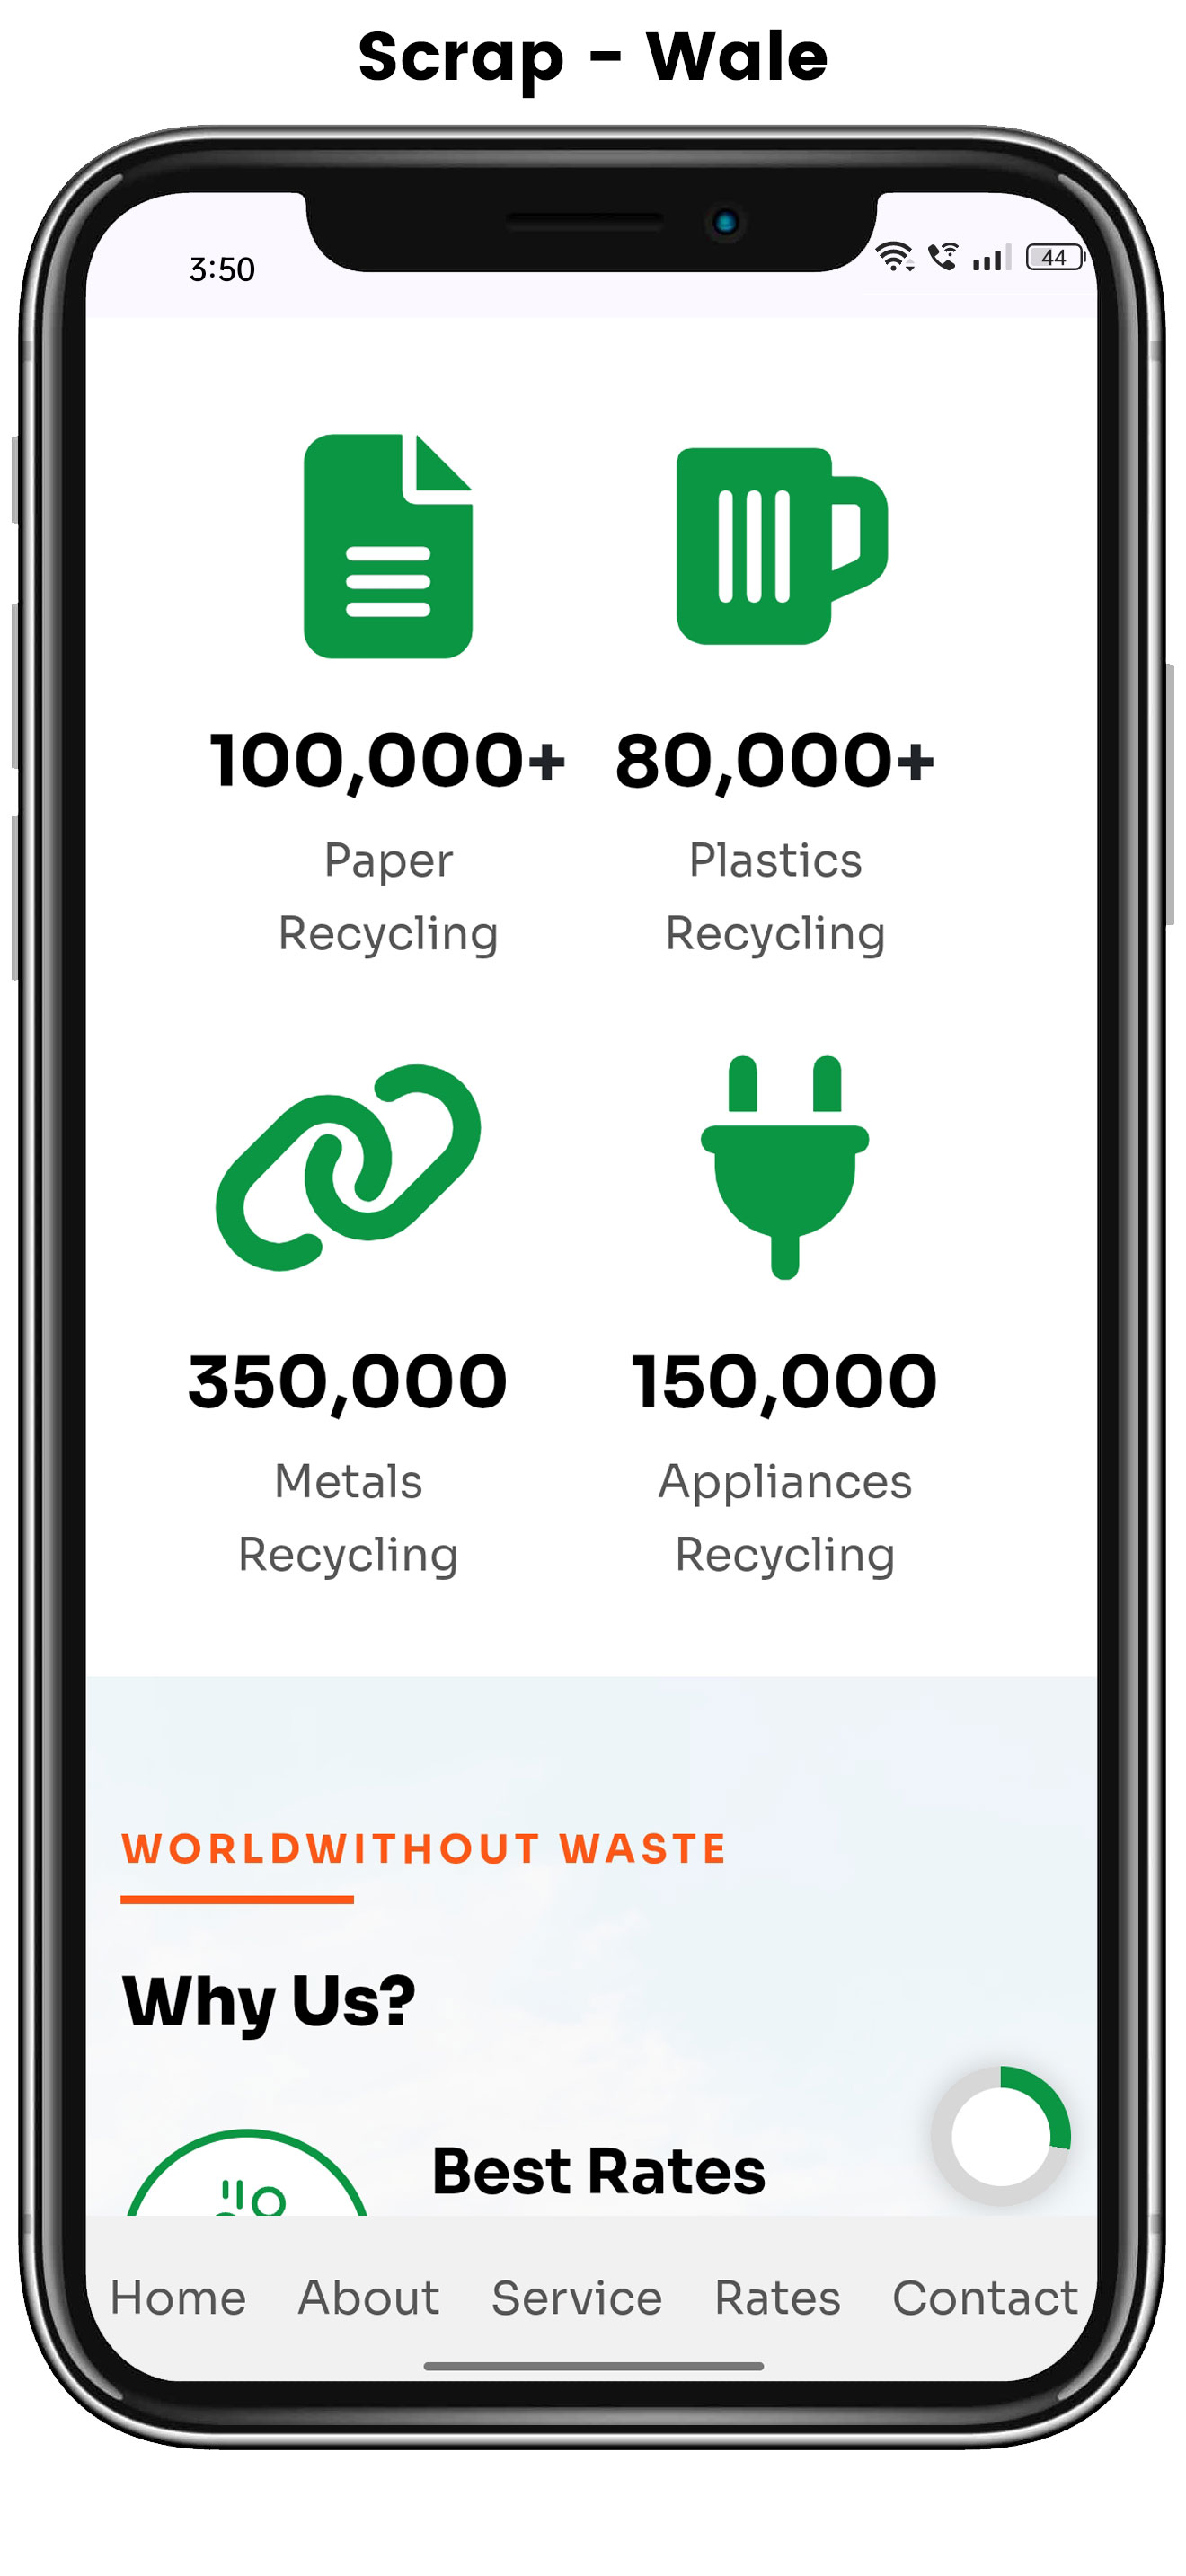 Scrap - Wale
3:50
44
100,000+ 80,000+
Paper Plastics
Recycling Recycling
350,000 150,000
Metals Appliances
Recycling Recycling
WORLDWITHOUT WASTE
Why Us?
Best Rates
Home About Service Rates Contact